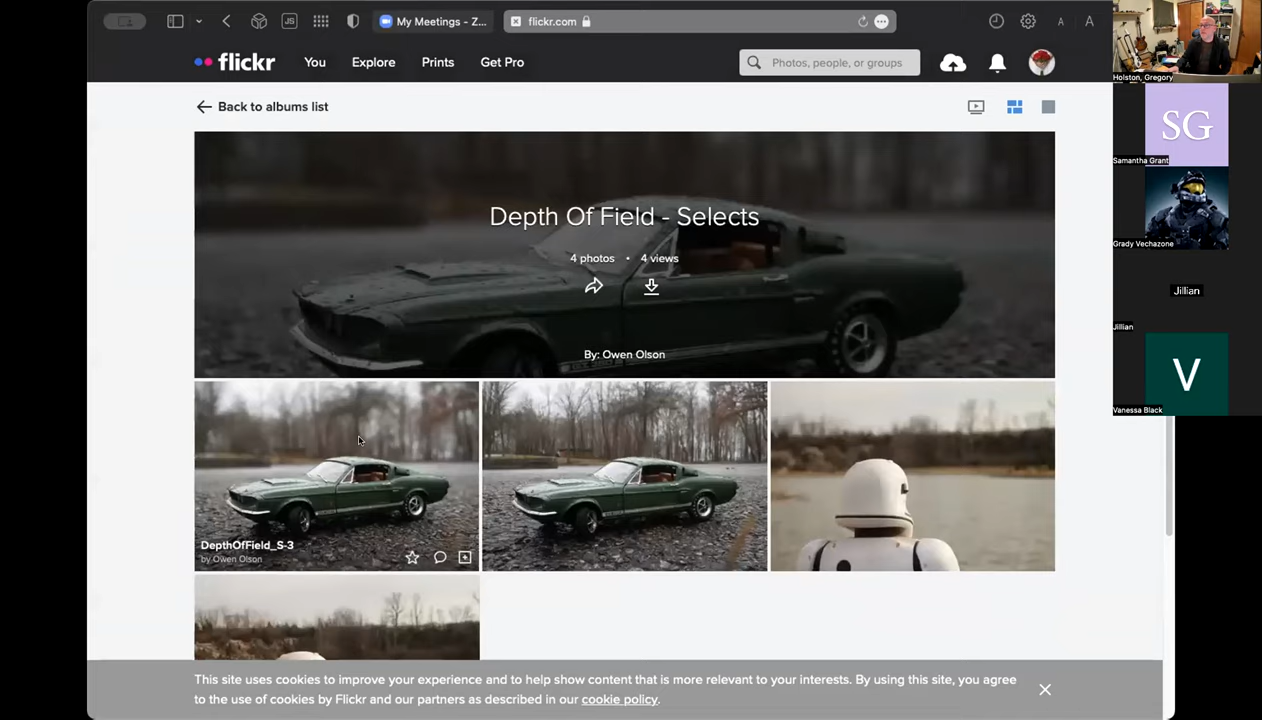 JS
My Meetings - Z...
flickr.com
A A
flickr
You Explore Prints Get Pro
Photos, people, or groups
Back to albums list
Depth Of Field - Selects
4 photos • 4 views
By: Owen Olson
DepthOfField_S-3
by Owen Olson
This site uses cookies to improve your experience and to help show content that is more relevant to your interests. By using this site, you agree
to the use of cookies by Flickr and our partners as described in our cookie policy.
Holston, Gregory
SG
Samantha Grant
Grady Vechazone
Jillian
Jillian
V
Vanessa Black